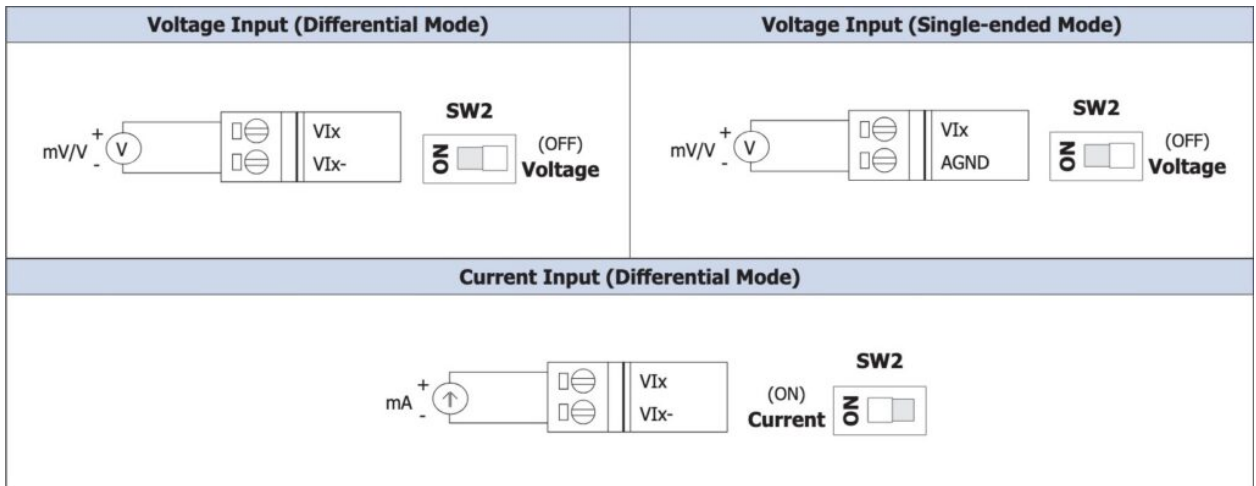 Voltage Input (Differential Mode)
Voltage Input (Single-ended Mode)
SW2
mV/V
+
-
V
VIx
VIx-
ON
(OFF)
Voltage
SW2
mV/V
+
-
V
VIx
AGND
ON
(OFF)
Voltage
Current Input (Differential Mode)
SW2
mA
+
-
VIx
VIx-
(ON)
Current
ON